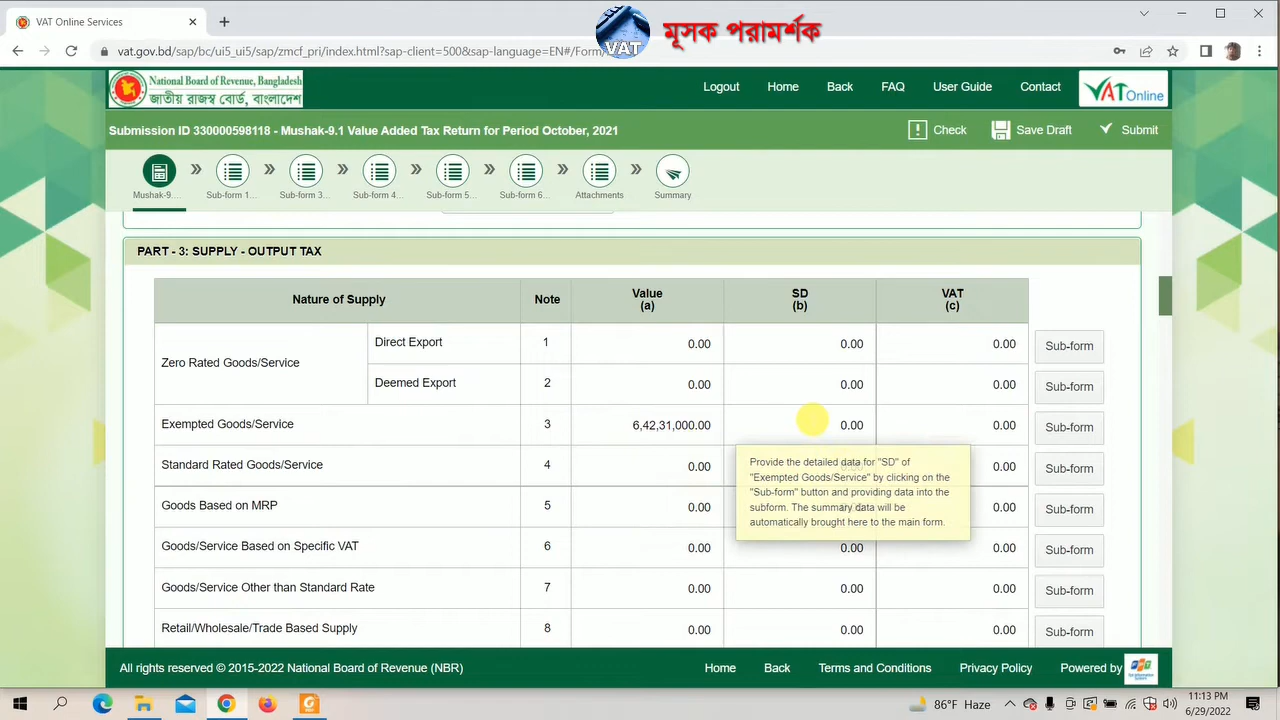 VAT Online Services
VAT
মূসক পরামর্শক
vat.gov.bd/sap/bc/ui5_ui5/sap/zmcf_pri/index.html?sap-client=500&sap-language=EN#/Form/
National Board of Revenue, Bangladesh
জাতীয় রাজস্ব বোর্ড, বাংলাদেশ
Logout Home Back FAQ User Guide Contact
VAT Online
Submission ID 330000598118 - Mushak-9.1 Value Added Tax Return for Period October, 2021
Check Save Draft Submit
Mushak-9.... Sub-form 1... Sub-form 3... Sub-form 4... Sub-form 5... Sub-form 6... Attachments Summary
PART - 3: SUPPLY - OUTPUT TAX
Nature of Supply Note Value (a) SD (b) VAT (c)
Zero Rated Goods/Service
Direct Export 1 0.00 0.00 0.00 Sub-form
Deemed Export 2 0.00 0.00 0.00 Sub-form
Exempted Goods/Service 3 6,42,31,000.00 0.00 0.00 Sub-form
Standard Rated Goods/Service 4 0.00 0.00 Sub-form
Goods Based on MRP 5 0.00 0.00 Sub-form
Goods/Service Based on Specific VAT 6 0.00 0.00 0.00 Sub-form
Goods/Service Other than Standard Rate 7 0.00 0.00 0.00 Sub-form
Retail/Wholesale/Trade Based Supply 8 0.00 0.00 0.00 Sub-form
Provide the detailed data for "SD" of
"Exempted Goods/Service" by clicking on the
"Sub-form" button and providing data into the
subform. The summary data will be
automatically brought here to the main form.
All rights reserved © 2015-2022 National Board of Revenue (NBR)
Home Back Terms and Conditions Privacy Policy Powered by
FPT
86°F Haze
11:13 PM
6/29/2022